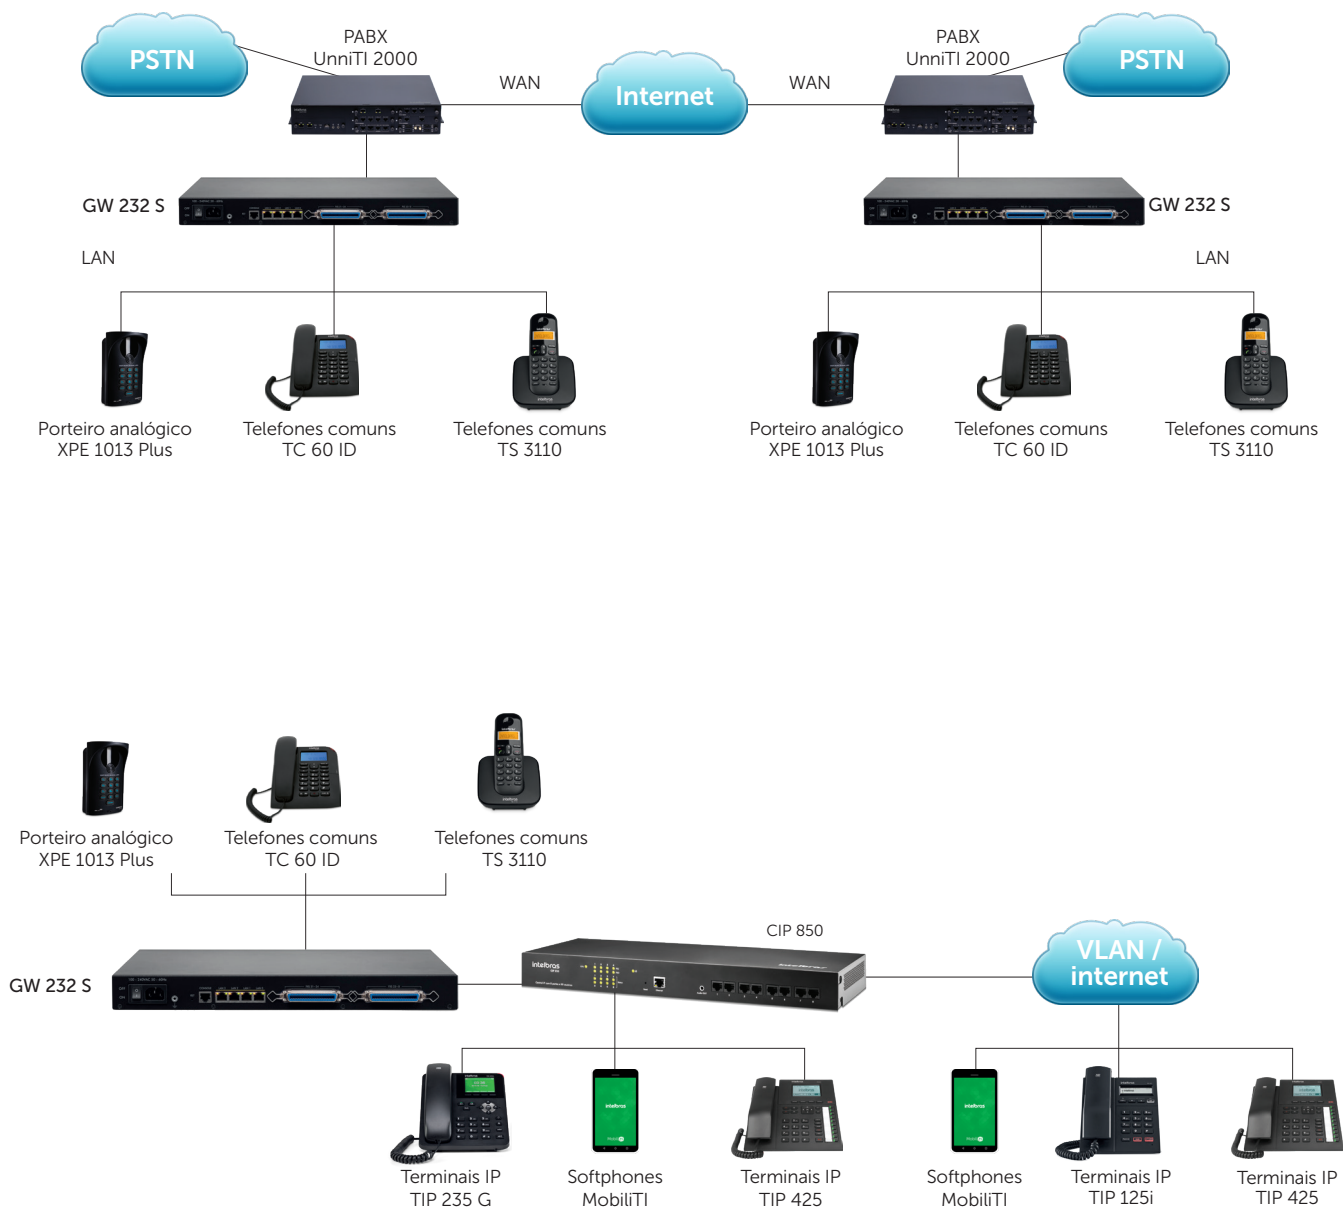 PSTN
PABX
UnniTI 2000
WAN
Internet
WAN
PABX
UnniTI 2000
PSTN
GW 232 S
GW 232 S
LAN
LAN
Porteiro analógico
XPE 1013 Plus
Telefones comuns
TC 60 ID
Telefones comuns
TS 3110
Porteiro analógico
XPE 1013 Plus
Telefones comuns
TC 60 ID
Telefones comuns
TS 3110
Porteiro analógico
XPE 1013 Plus
Telefones comuns
TC 60 ID
Telefones comuns
TS 3110
GW 232 S
CIP 850
intelbras
VLAN /
internet
intelbras
intelbras
Terminais IP
TIP 235 G
Softphones
MobiliTI
Terminais IP
TIP 425
Softphones
MobiliTI
Terminais IP
TIP 125i
Terminais IP
TIP 425